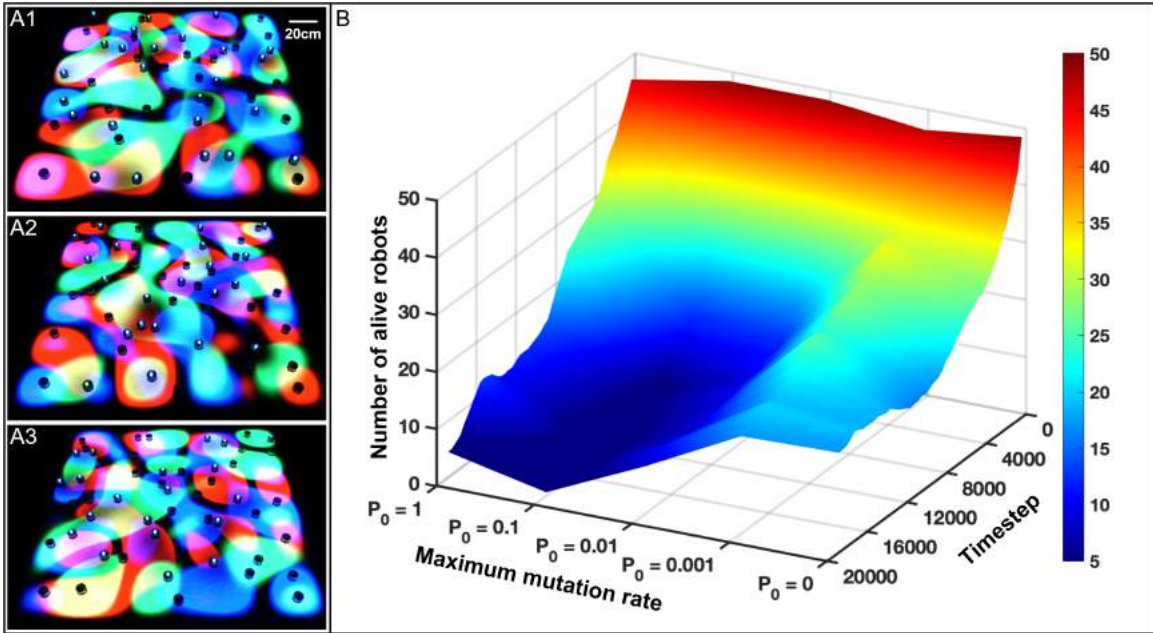 A1
20cm
A2
A3
B
Number of alive robots
50
40
30
20
10
0
P0 = 1
P0 = 0.1
P0 = 0.01
P0 = 0.001
P0 = 0
Maximum mutation rate
0
4000
8000
12000
16000
20000
Timestep
50
45
40
35
30
25
20
15
10
5